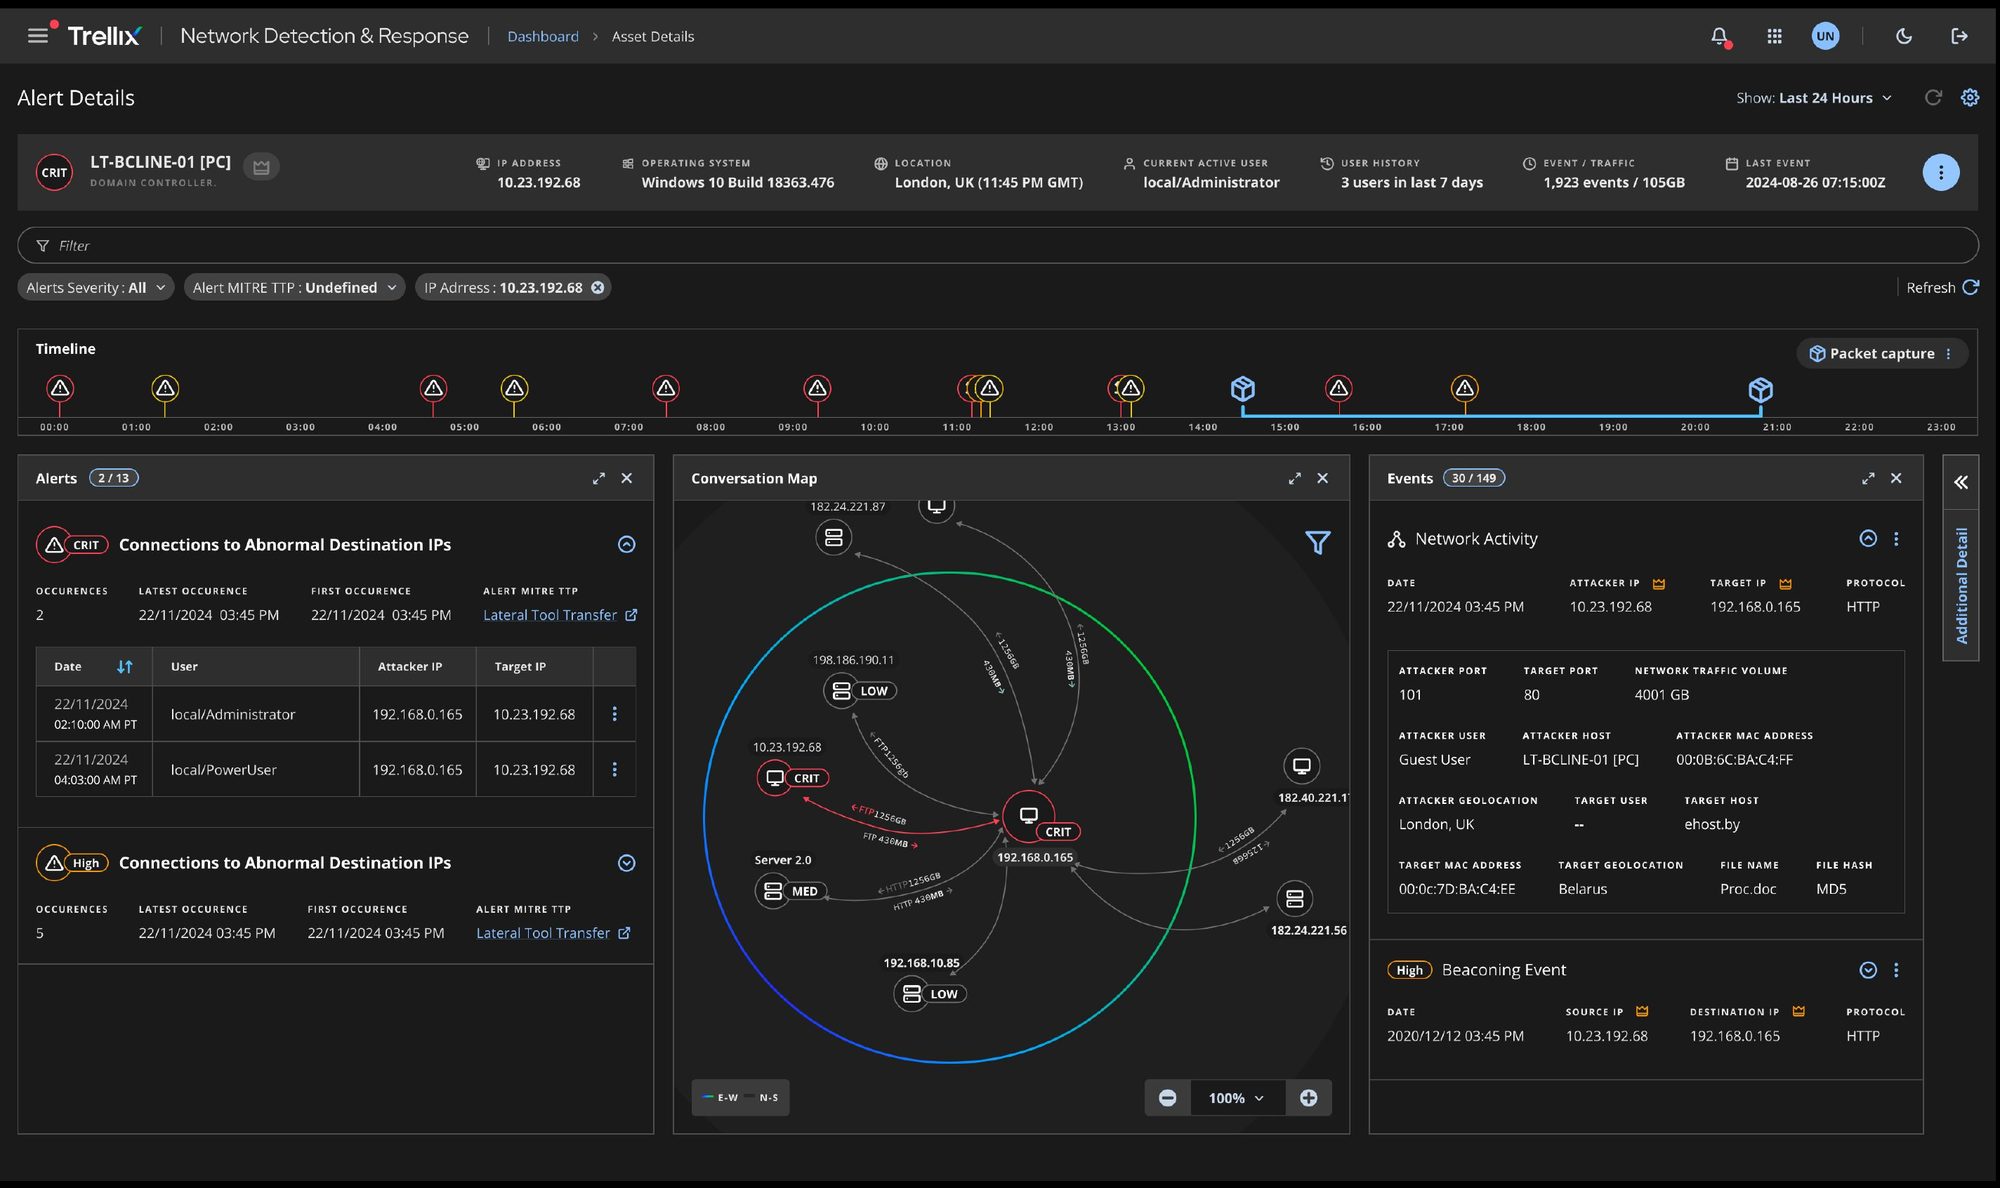 Trellix
Network Detection & Response
Dashboard > Asset Details
UN
Alert Details
Show: Last 24 Hours
CRIT
LT-BCLINE-01 [PC]
DOMAIN CONTROLLER.
IP ADDRESS
10.23.192.68
OPERATING SYSTEM
Windows 10 Build 18363.476
LOCATION
London, UK (11:45 PM GMT)
CURRENT ACTIVE USER
local/Administrator
USER HISTORY
3 users in last 7 days
EVENT / TRAFFIC
1,923 events / 105GB
LAST EVENT
2024-08-26 07:15:00Z
Filter
Alerts Severity : All
Alert MITRE TTP : Undefined
IP Adrress : 10.23.192.68
Refresh
Timeline
Packet capture
00:00 01:00 02:00 03:00 04:00 05:00 06:00 07:00 08:00 09:00 10:00 11:00 12:00 13:00 14:00 15:00 16:00 17:00 18:00 19:00 20:00 21:00 22:00 23:00
Alerts 2 / 13
CRIT Connections to Abnormal Destination IPs
OCCURENCES LATEST OCCURENCE FIRST OCCURENCE ALERT MITRE TTP
2 22/11/2024 03:45 PM 22/11/2024 03:45 PM Lateral Tool Transfer
Date User Attacker IP Target IP
22/11/2024
02:10:00 AM PT
local/Administrator 192.168.0.165 10.23.192.68
22/11/2024
04:03:00 AM PT
local/PowerUser 192.168.0.165 10.23.192.68
High Connections to Abnormal Destination IPs
OCCURENCES LATEST OCCURENCE FIRST OCCURENCE ALERT MITRE TTP
5 22/11/2024 03:45 PM 22/11/2024 03:45 PM Lateral Tool Transfer
Conversation Map
182.24.221.87
←1256GB
430MB→
←1256GB
430MB→
198.186.190.11
LOW
←FTP1256gb
10.23.192.68
CRIT
←FTP1256GB
FTP 430MB→
CRIT
192.168.0.165
Server 2.0
MED
←HTTP1256GB
HTTP 430MB→
192.168.10.85
LOW
182.40.221.1
←1256GB
1256GB→
182.24.221.56
E-W N-S
100%
Events 30 / 149
Network Activity
DATE ATTACKER IP TARGET IP PROTOCOL
22/11/2024 03:45 PM 10.23.192.68 192.168.0.165 HTTP
ATTACKER PORT TARGET PORT NETWORK TRAFFIC VOLUME
101 80 4001 GB
ATTACKER USER ATTACKER HOST ATTACKER MAC ADDRESS
Guest User LT-BCLINE-01 [PC] 00:0B:6C:BA:C4:FF
ATTACKER GEOLOCATION TARGET USER TARGET HOST
London, UK -- ehost.by
TARGET MAC ADDRESS TARGET GEOLOCATION FILE NAME FILE HASH
00:0c:7D:BA:C4:EE Belarus Proc.doc MD5
High Beaconing Event
DATE SOURCE IP DESTINATION IP PROTOCOL
2020/12/12 03:45 PM 10.23.192.68 192.168.0.165 HTTP
Additional Detail